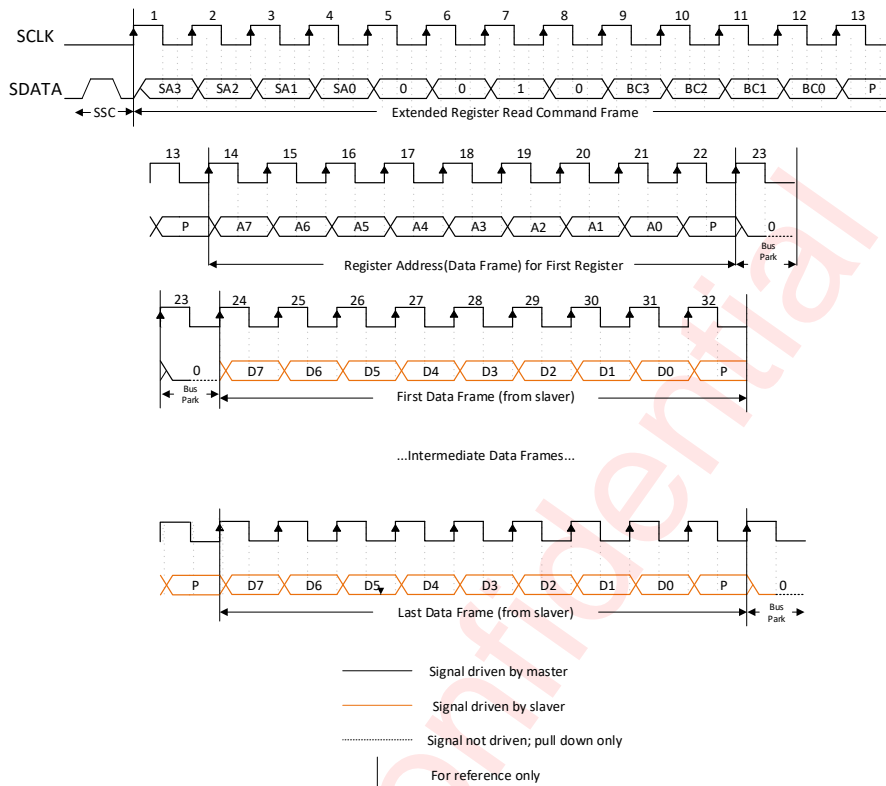 1 2 3 4 5 6 7 8 9 10 11 12 13
SCLK
SDATA SA3 SA2 SA1 SA0 0 0 1 0 BC3 BC2 BC1 BC0 P
SSC Extended Register Read Command Frame
13 14 15 16 17 18 19 20 21 22 23
P A7 A6 A5 A4 A3 A2 A1 A0 P 0
Bus Park
Register Address(Data Frame) for First Register
23 24 25 26 27 28 29 30 31 32
0 D7 D6 D5 D4 D3 D2 D1 D0 P
Bus Park
First Data Frame (from slaver)
...Intermediate Data Frames...
P D7 D6 D5 D4 D3 D2 D1 D0 P 0
Last Data Frame (from slaver)
Bus Park
Signal driven by master
Signal driven by slaver
Signal not driven; pull down only
For reference only
onfidential